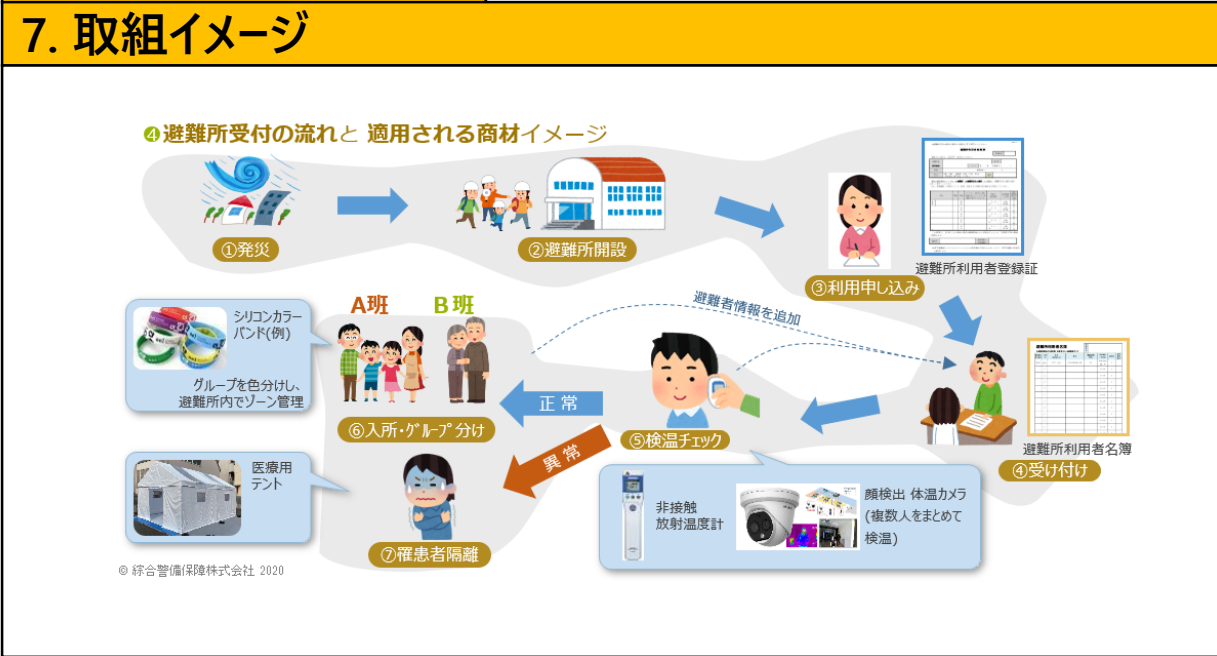 7. 取組イメージ
❹避難所受付の流れと 適用される商材イメージ
①発災
②避難所開設
避難所利用者登録証
③利用申し込み
避難者情報を追加
避難所利用者名簿
④受け付け
⑤検温チェック
非接触
放射温度計
顔検出 体温カメラ
(複数人をまとめて
検温)
正常
異常
A班
B班
⑥入所・グループ分け
シリコンカラー
バンド(例)
グループを色分けし、
避難所内でゾーン管理
⑦罹患者隔離
医療用
テント
© 綜合警備保障株式会社 2020